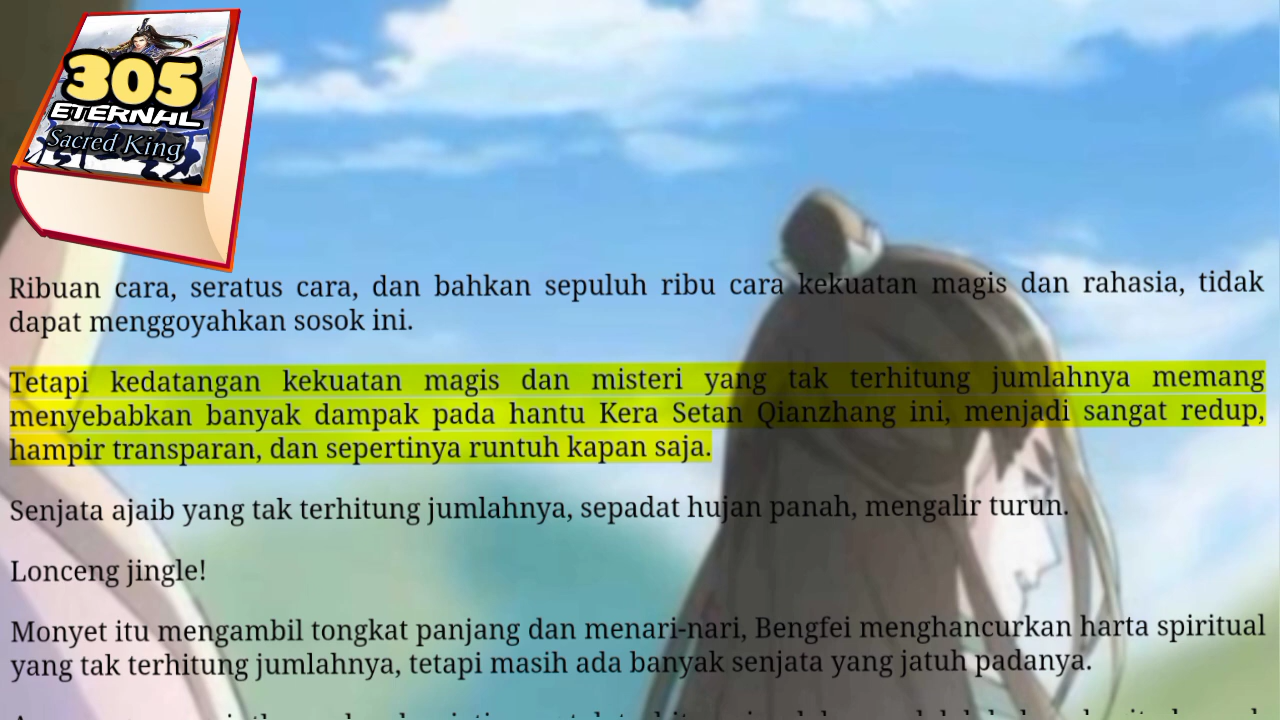 305
ETERNAL
Sacred King
Ribuan cara, seratus cara, dan bahkan sepuluh ribu cara kekuatan magis dan rahasia, tidak
dapat menggoyahkan sosok ini.
Tetapi kedatangan kekuatan magis dan misteri yang tak terhitung jumlahnya memang
menyebabkan banyak dampak pada hantu Kera Setan Qianzhang ini, menjadi sangat redup,
hampir transparan, dan sepertinya runtuh kapan saja.
Senjata ajaib yang tak terhitung jumlahnya, sepadat hujan panah, mengalir turun.
Lonceng jingle!
Monyet itu mengambil tongkat panjang dan menari-nari, Bengfei menghancurkan harta spiritual
yang tak terhitung jumlahnya, tetapi masih ada banyak senjata yang jatuh padanya.